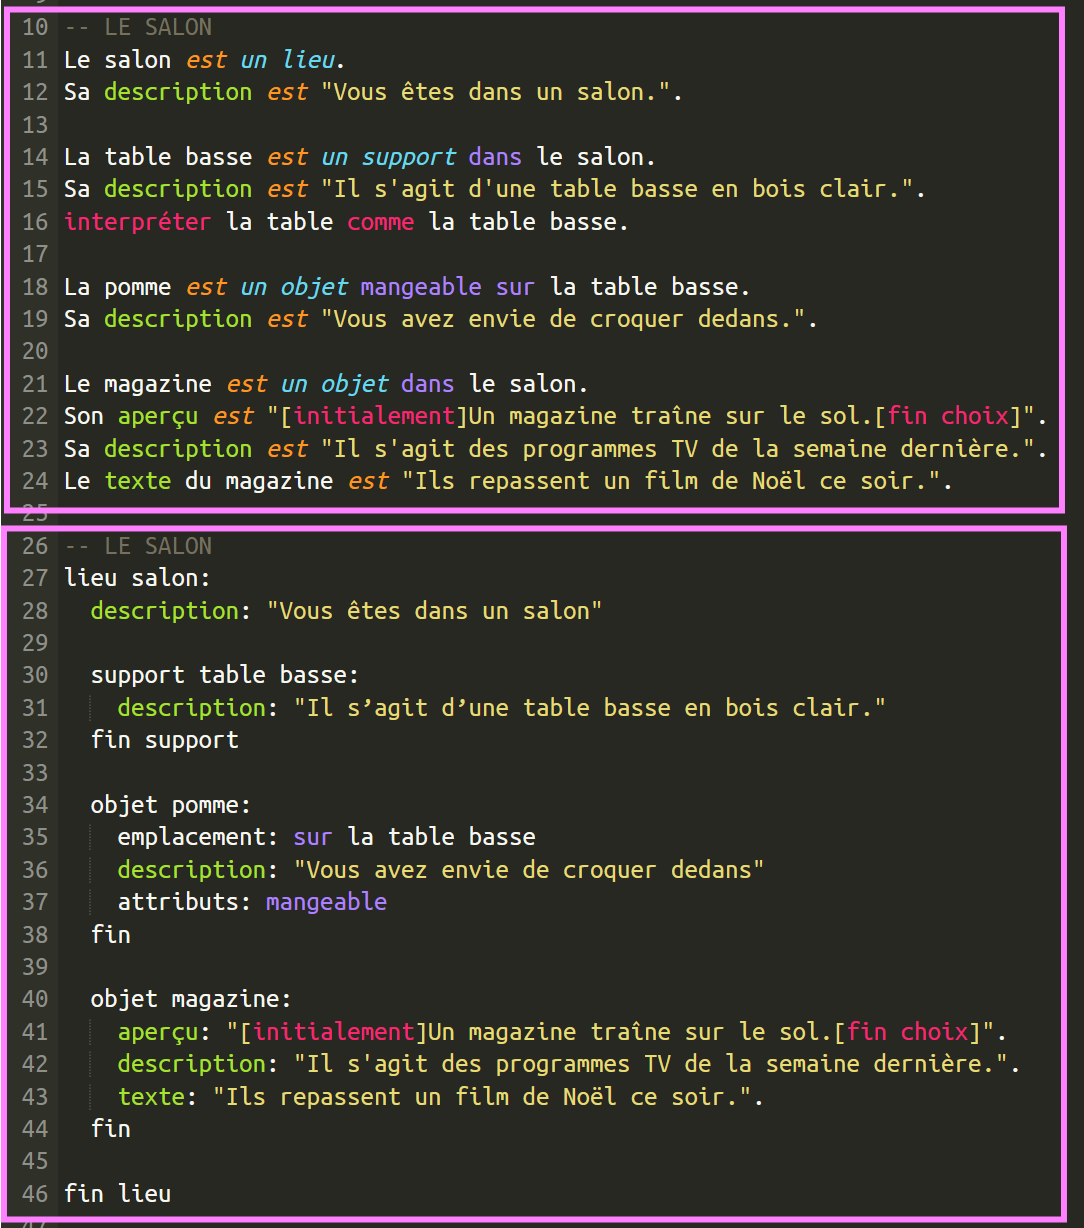 10 -- LE SALON
11 Le salon est un lieu.
12 Sa description est "Vous êtes dans un salon.".
13
14 La table basse est un support dans le salon.
15 Sa description est "Il s'agit d'une table basse en bois clair.".
16 interpréter la table comme la table basse.
17
18 La pomme est un objet mangeable sur la table basse.
19 Sa description est "Vous avez envie de croquer dedans.".
20
21 Le magazine est un objet dans le salon.
22 Son aperçu est "[initialement]Un magazine traîne sur le sol.[fin choix]".
23 Sa description est "Il s'agit des programmes TV de la semaine dernière.".
24 Le texte du magazine est "Ils repassent un film de Noël ce soir.".
25
26 -- LE SALON
27 lieu salon:
28 description: "Vous êtes dans un salon"
29
30 support table basse:
31 description: "Il s’agit d’une table basse en bois clair."
32 fin support
33
34 objet pomme:
35 emplacement: sur la table basse
36 description: "Vous avez envie de croquer dedans"
37 attributs: mangeable
38 fin
39
40 objet magazine:
41 aperçu: "[initialement]Un magazine traîne sur le sol.[fin choix]".
42 description: "Il s'agit des programmes TV de la semaine dernière.".
43 texte: "Ils repassent un film de Noël ce soir.".
44 fin
45
46 fin lieu